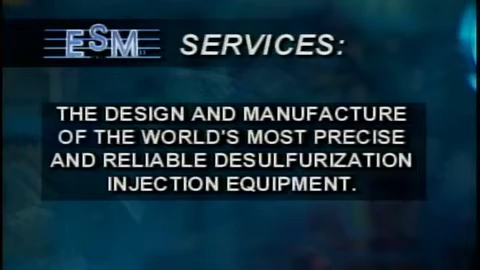 ESM SERVICES:
THE DESIGN AND MANUFACTURE
OF THE WORLD'S MOST PRECISE
AND RELIABLE DESULFURIZATION
INJECTION EQUIPMENT.